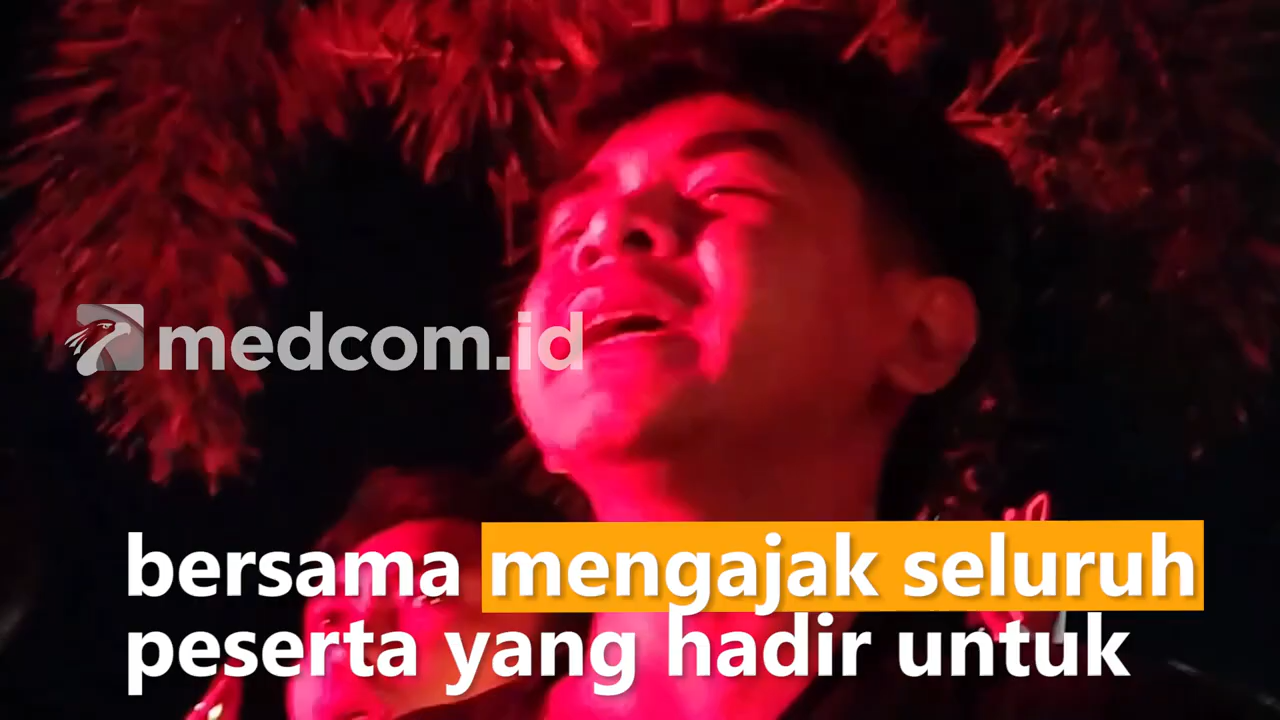 medcom.id
bersama mengajak seluruh
peserta yang hadir untuk